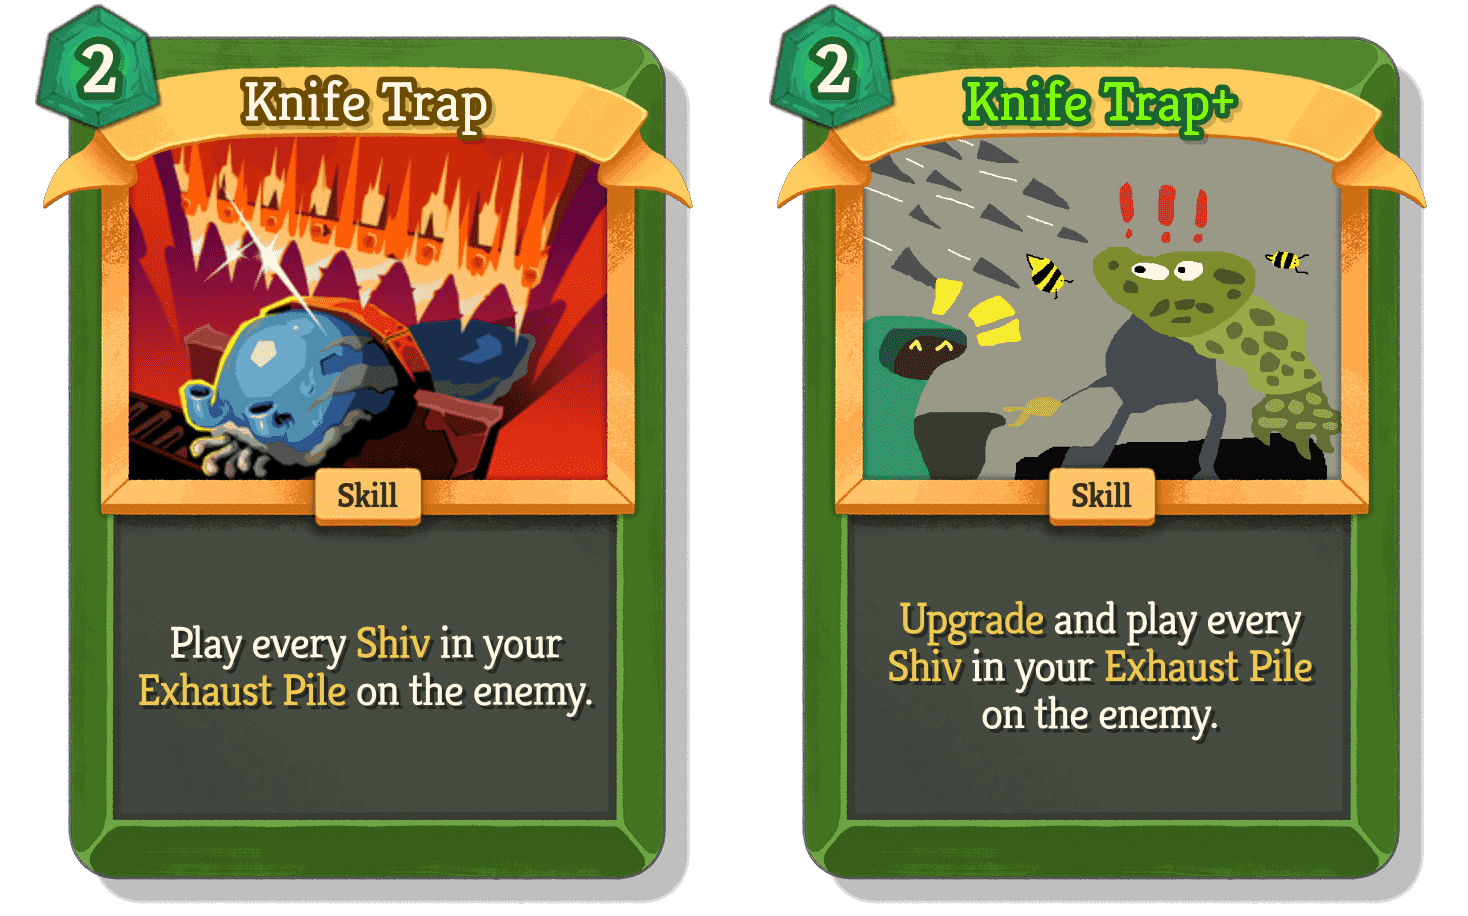 2
Knife Trap
Skill
Play every Shiv in your
Exhaust Pile on the enemy.
2
Knife Trap+
!!!
Skill
Upgrade and play every
Shiv in your Exhaust Pile
on the enemy.